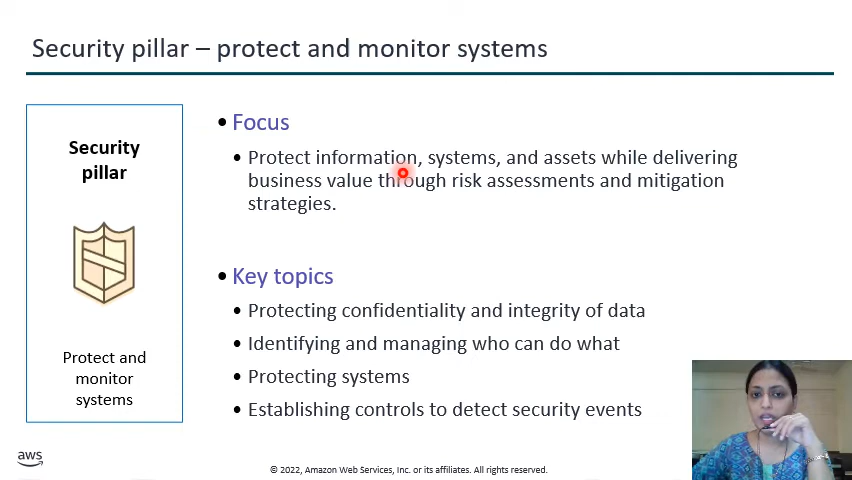 Security pillar – protect and monitor systems
Security
pillar
Protect and
monitor
systems
• Focus
• Protect information, systems, and assets while delivering
business value through risk assessments and mitigation
strategies.
• Key topics
• Protecting confidentiality and integrity of data
• Identifying and managing who can do what
• Protecting systems
• Establishing controls to detect security events
aws
© 2022, Amazon Web Services, Inc. or its affiliates. All rights reserved.